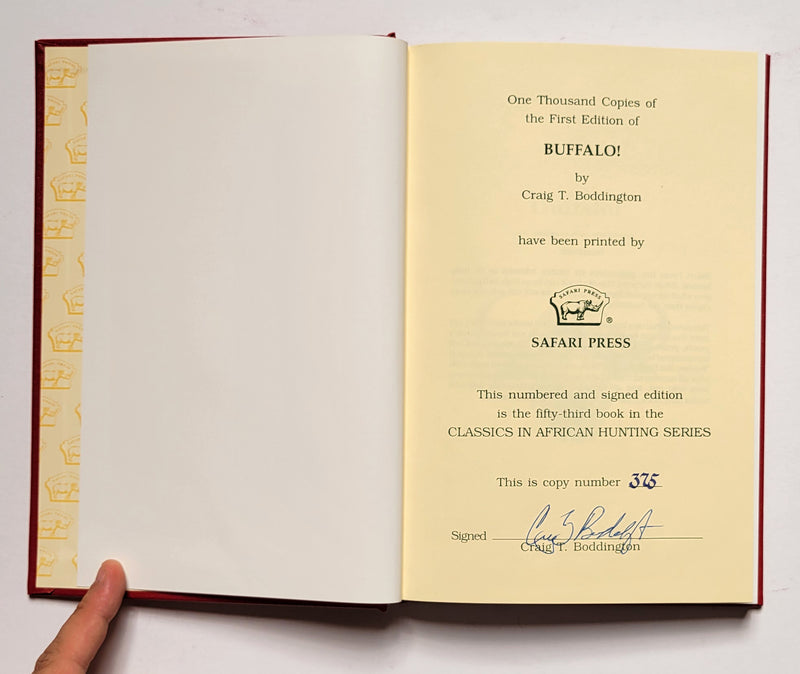 One Thousand Copies of
the First Edition of
BUFFALO!
by
Craig T. Boddington
have been printed by
SAFARI PRESS
®
SAFARI PRESS
This numbered and signed edition
is the fifty-third book in the
CLASSICS IN AFRICAN HUNTING SERIES
This is copy number 375
Signed
Craig T. Boddington